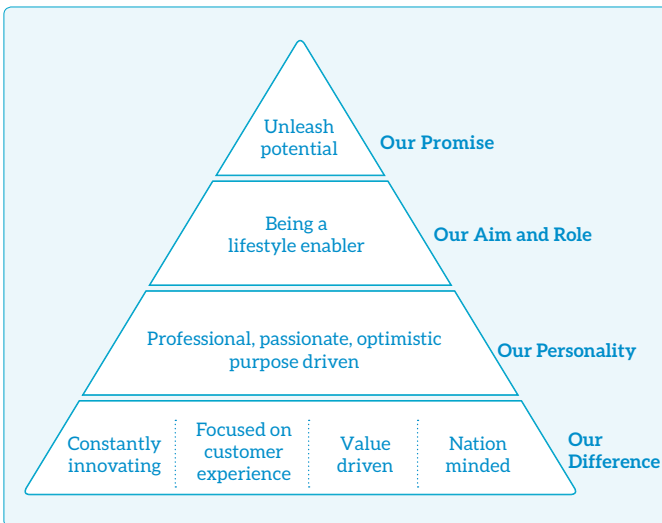 Unleash
potential
Our Promise
Being a
lifestyle enabler
Our Aim and Role
Professional, passionate, optimistic
purpose driven
Our Personality
Constantly
innovating
Focused on
customer
experience
Value
driven
Nation
minded
Our
Difference